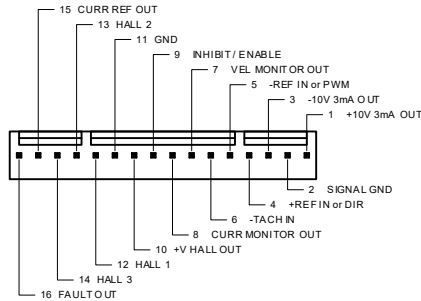 15 CURR REF OUT
13 HALL 2
11 GND
9 INHIBIT / ENABLE
7 VEL MONITOR OUT
5 -REF IN or PWM
3 -10V 3mA OUT
1 +10V 3mA OUT
2 SIGNAL GND
4 +REF IN or DIR
6 -TACH IN
8 CURR MONITOR OUT
10 +V HALL OUT
12 HALL 1
14 HALL 3
16 FAULT OUT